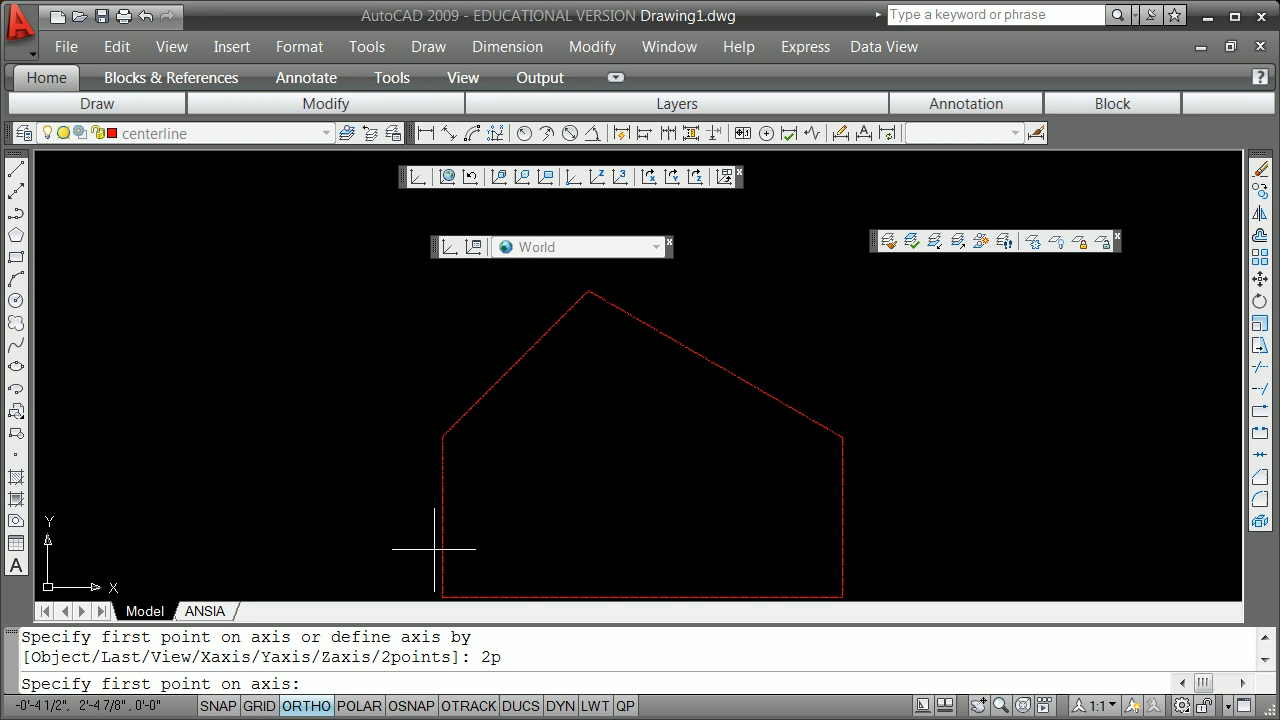 AutoCAD 2009 - EDUCATIONAL VERSION Drawing1.dwg
Type a keyword or phrase
File Edit View Insert Format Tools Draw Dimension Modify Window Help Express Data View
Home Blocks & References Annotate Tools View Output
Draw Modify Layers Annotation Block
centerline
World
Y
X
Model ANSIA
Specify first point on axis or define axis by
[Object/Last/View/Xaxis/Yaxis/Zaxis/2points]: 2p
Specify first point on axis:
-0'-4 1/2", 2'-4 7/8", 0'-0" SNAP GRID ORTHO POLAR OSNAP OTRACK DUCS DYN LWT QP 1:1